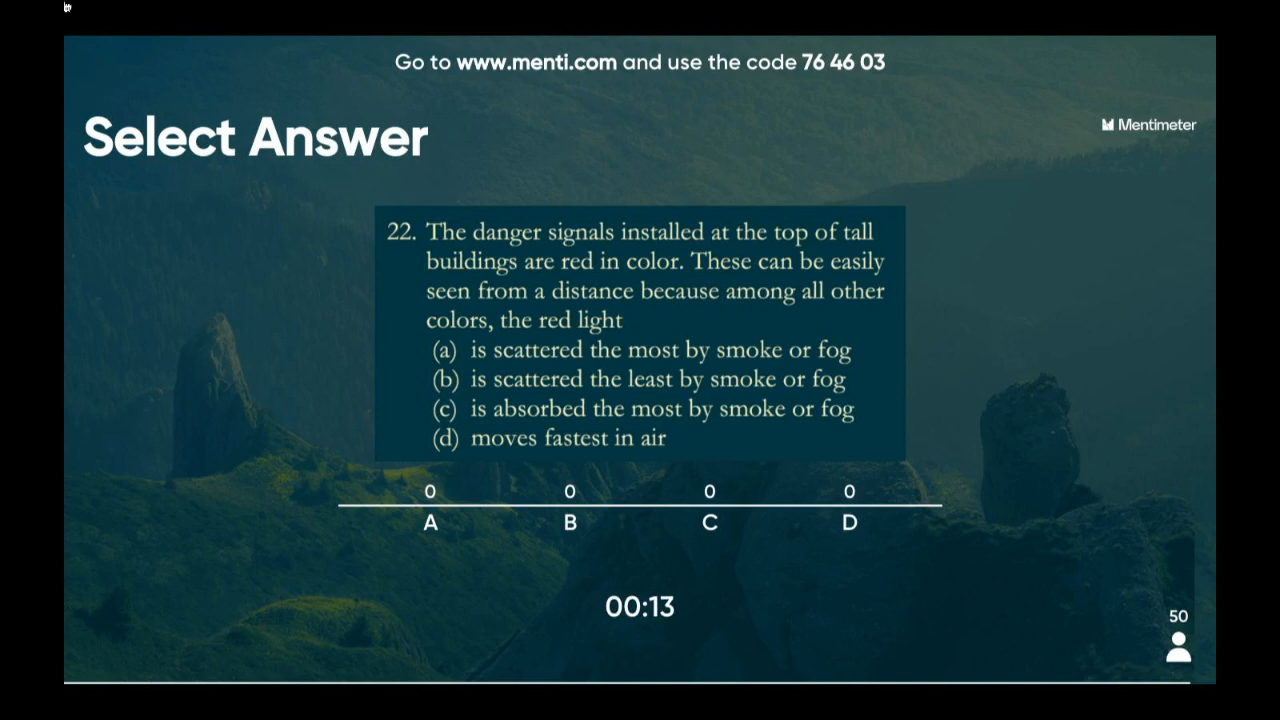 Go to www.menti.com and use the code 76 46 03
Select Answer
Mentimeter
22. The danger signals installed at the top of tall
buildings are red in color. These can be easily
seen from a distance because among all other
colors, the red light
(a) is scattered the most by smoke or fog
(b) is scattered the least by smoke or fog
(c) is absorbed the most by smoke or fog
(d) moves fastest in air
0 0 0 0
A B C D
00:13
50